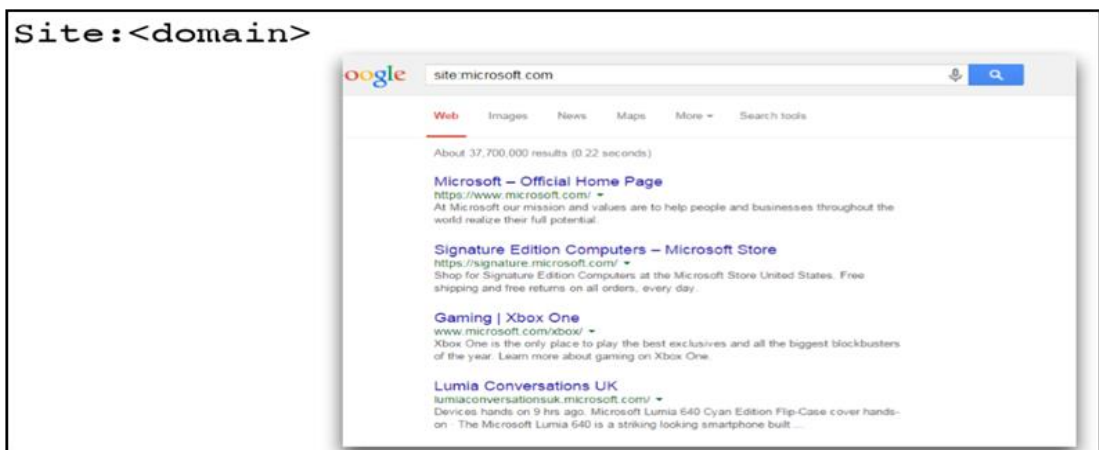 Site:<domain>
oogle site:microsoft.com
Web Images News Maps More Search tools
About 37,700,000 results (0.22 seconds)
Microsoft – Official Home Page
https://www.microsoft.com/
At Microsoft our mission and values are to help people and businesses throughout the
world realize their full potential.
Signature Edition Computers – Microsoft Store
https://signature.microsoft.com/
Shop for Signature Edition Computers at the Microsoft Store United States. Free
shipping and free returns on all orders, every day.
Gaming | Xbox One
www.microsoft.com/xbox/
Xbox One is the only place to play the best exclusives and all the biggest blockbusters
of the year. Learn more about gaming on Xbox One.
Lumia Conversations UK
lumiaconversationsuk.microsoft.com/
Devices hands on 9 hrs ago. Microsoft Lumia 640 Cyan Edition Flip-Case cover hands-
on · The Microsoft Lumia 640 is a striking looking smartphone built ...